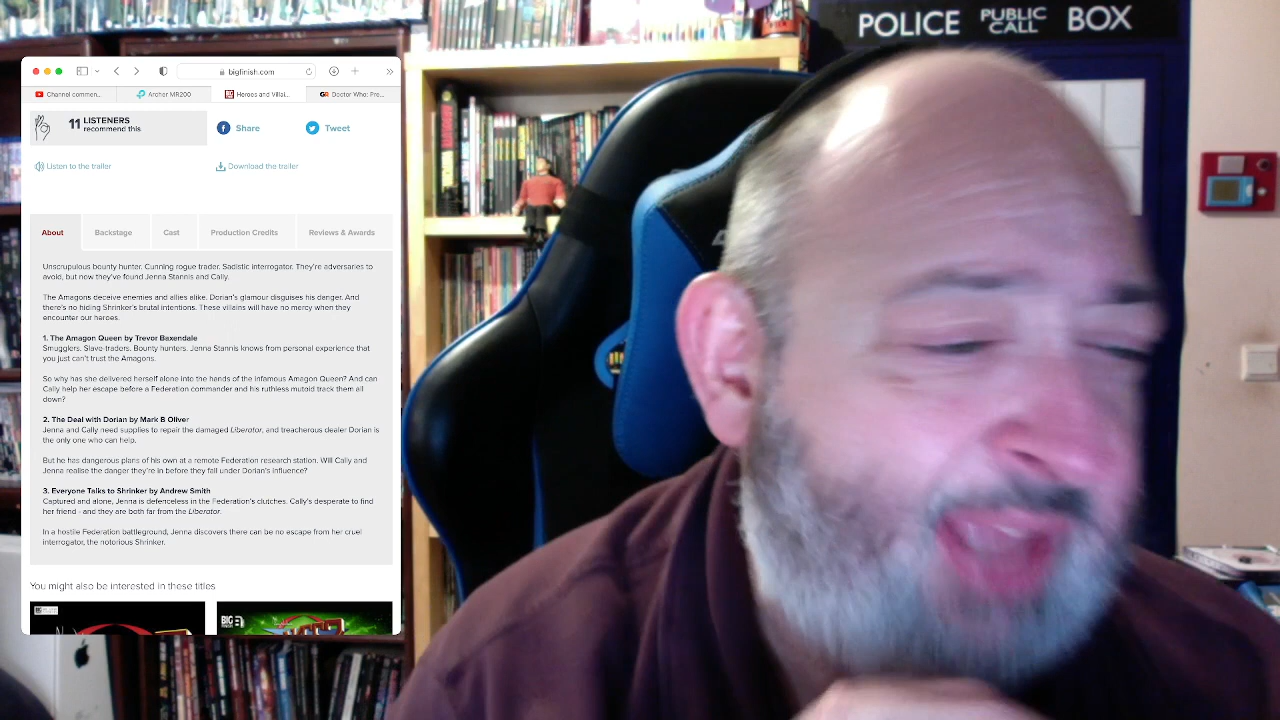 POLICE PUBLIC CALL BOX
bigfinish.com
Channel commen...
Archer MR200
Heroes and Villai...
Doctor Who: Pre...
11 LISTENERS
recommend this
Share
Tweet
Listen to the trailer
Download the trailer
About
Backstage
Cast
Production Credits
Reviews & Awards
Unscrupulous bounty hunter. Cunning rogue trader. Sadistic interrogator. They're adversaries to
avoid, but now they've found Jenna Stannis and Cally.
The Amagons deceive enemies and allies alike. Dorian's glamour disguises his danger. And
there's no hiding Shrinker's brutal intentions. These villains will have no mercy when they
encounter our heroes.
1. The Amagon Queen by Trevor Baxendale
Smugglers. Slave-traders. Bounty hunters. Jenna Stannis knows from personal experience that
you just can't trust the Amagons.
So why has she delivered herself alone into the hands of the infamous Amagon Queen? And can
Cally help her escape before a Federation commander and his ruthless mutoid track them all
down?
2. The Deal with Dorian by Mark B Oliver
Jenna and Cally need supplies to repair the damaged Liberator, and treacherous dealer Dorian is
the only one who can help.
But he has dangerous plans of his own at a remote Federation research station. Will Cally and
Jenna realise the danger they're in before they fall under Dorian's influence?
3. Everyone Talks to Shrinker by Andrew Smith
Captured and alone, Jenna is defenceless in the Federation's clutches. Cally's desperate to find
her friend - and they are both far from the Liberator.
In a hostile Federation battleground, Jenna discovers there can be no escape from her cruel
interrogator, the notorious Shrinker.
You might also be interested in these titles
BIG